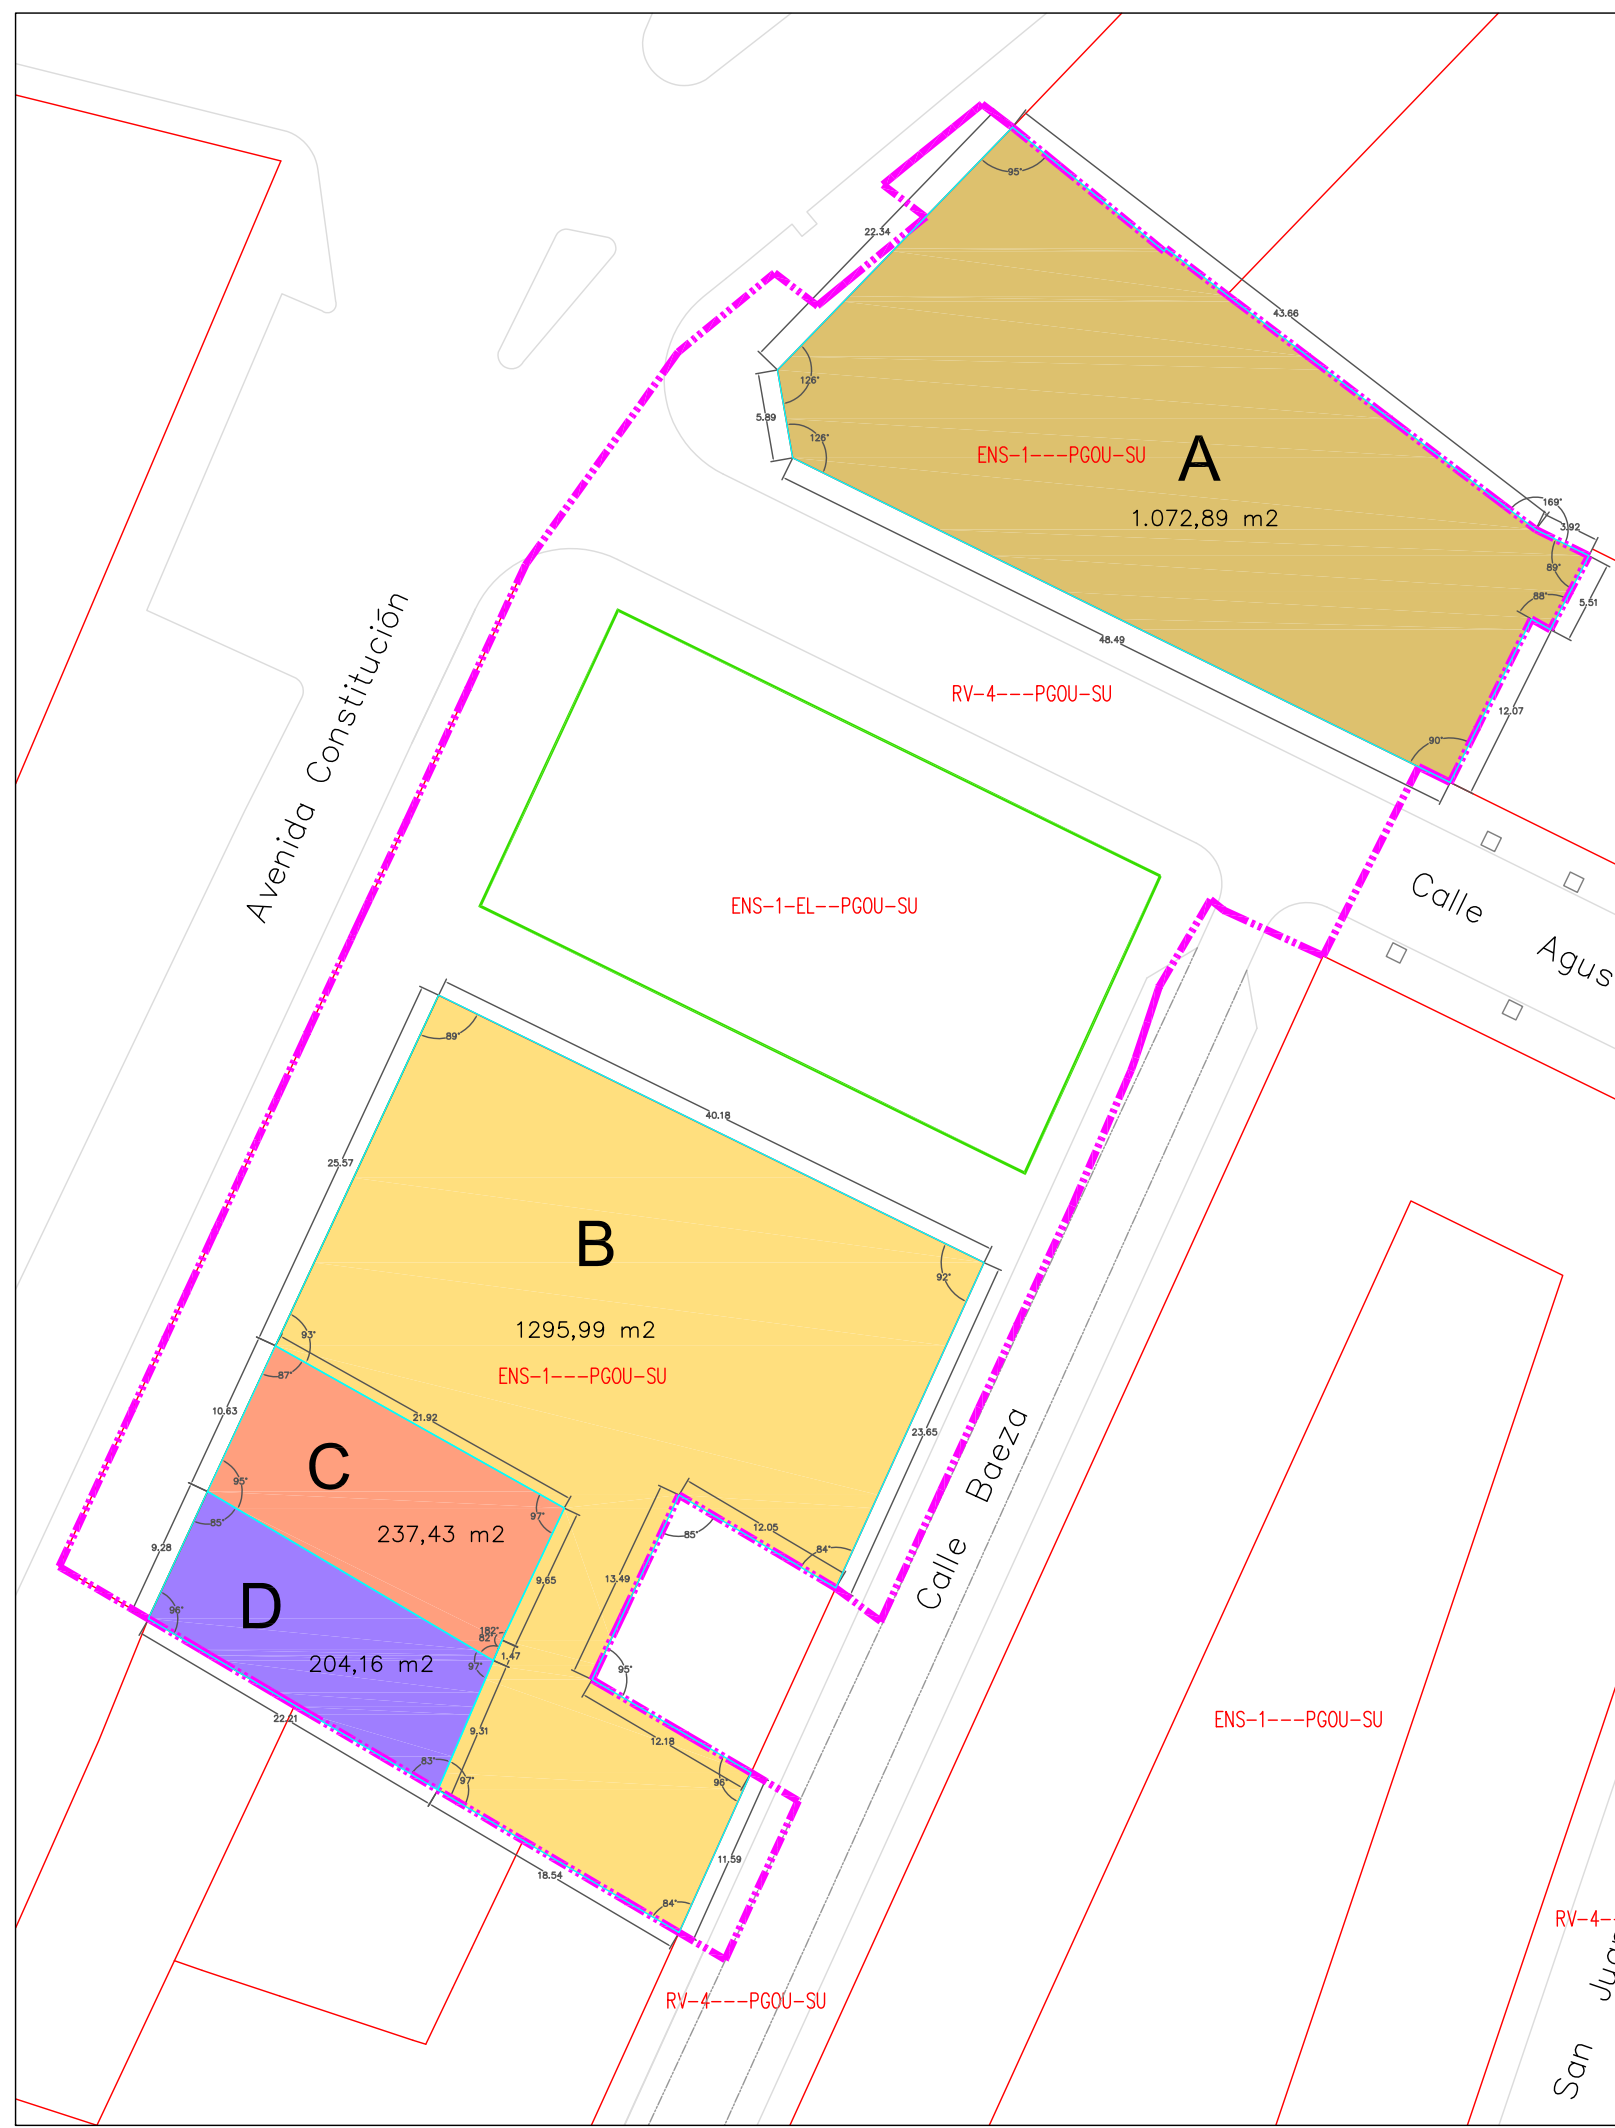 95°
22.34
43.66
126°
5.89
126°
ENS-1---PGOU-SU
A
1.072,89 m2
169°
3.92
89°
88°
5.51
48.49
12.07
90°
RV-4---PGOU-SU
Avenida Constitución
ENS-1-EL--PGOU-SU
Calle Agus
89°
40.18
25.57
B
92°
1295,99 m2
93°
ENS-1---PGOU-SU
87°
21.92
10.63
23.65
C
95°
97°
237,43 m2
85°
12.05
85°
84°
9.28
9.65
13.49
D
96°
182°
82°
1.47
97°
204,16 m2
95°
22.21
9.31
12.18
83°
97°
96°
18.54
11.59
84°
Calle Baeza
ENS-1---PGOU-SU
RV-4---PGOU-SU
RV-4-
San Juan